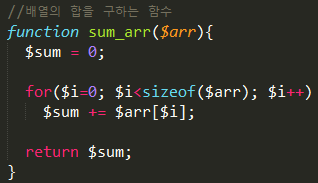 //배열의 합을 구하는 함수
function sum_arr($arr){
  $sum = 0;

  for($i=0; $i<sizeof($arr); $i++)
    $sum += $arr[$i];

  return $sum;
}